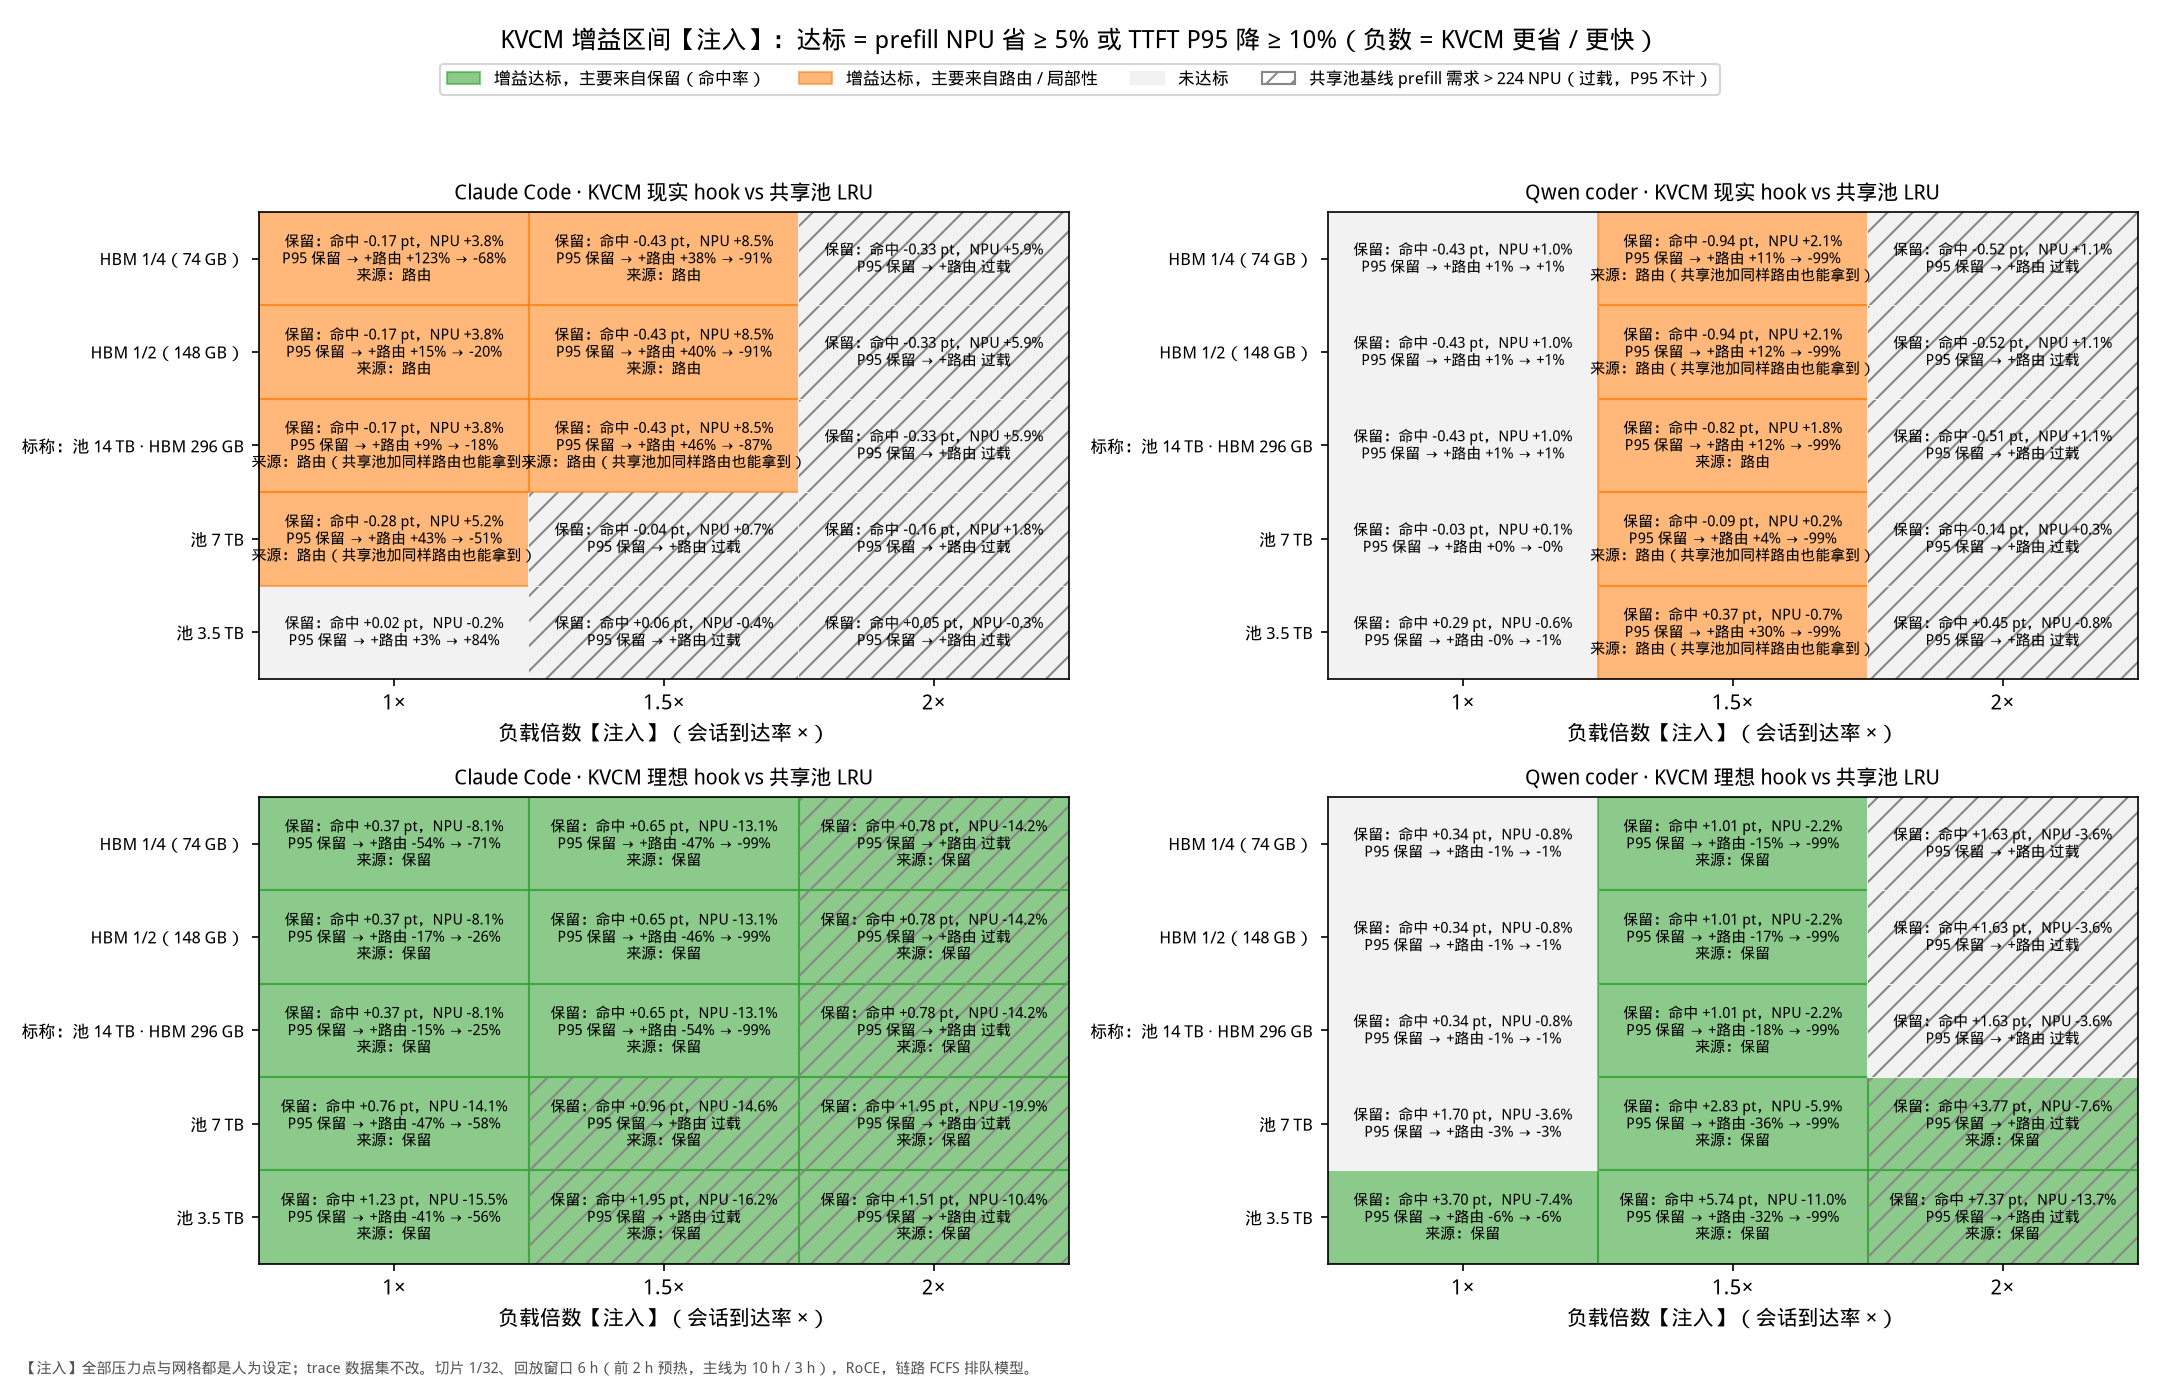 KVCM 增益区间【注入】：达标 = prefill NPU 省 ≥ 5% 或 TTFT P95 降 ≥ 10%（负数 = KVCM 更省 / 更快）
增益达标，主要来自保留（命中率）
增益达标，主要来自路由 / 局部性
未达标
共享池基线 prefill 需求 > 224 NPU（过载，P95 不计）
Claude Code · KVCM 现实 hook vs 共享池 LRU
HBM 1/4（74 GB）
保留：命中 -0.17 pt，NPU +3.8%
P95 保留 → +路由 +123% → -68%
来源：路由
保留：命中 -0.43 pt，NPU +8.5%
P95 保留 → +路由 +38% → -91%
来源：路由
保留：命中 -0.33 pt，NPU +5.9%
P95 保留 → +路由 过载
HBM 1/2（148 GB）
保留：命中 -0.17 pt，NPU +3.8%
P95 保留 → +路由 +15% → -20%
来源：路由
保留：命中 -0.43 pt，NPU +8.5%
P95 保留 → +路由 +40% → -91%
来源：路由
保留：命中 -0.33 pt，NPU +5.9%
P95 保留 → +路由 过载
标称：池 14 TB · HBM 296 GB
保留：命中 -0.17 pt，NPU +3.8%
P95 保留 → +路由 +9% → -18%
来源：路由（共享池加同样路由也能拿到）
保留：命中 -0.43 pt，NPU +8.5%
P95 保留 → +路由 +46% → -87%
来源：路由（共享池加同样路由也能拿到）
保留：命中 -0.33 pt，NPU +5.9%
P95 保留 → +路由 过载
池 7 TB
保留：命中 -0.28 pt，NPU +5.2%
P95 保留 → +路由 +43% → -51%
来源：路由（共享池加同样路由也能拿到）
保留：命中 -0.04 pt，NPU +0.7%
P95 保留 → +路由 过载
保留：命中 -0.16 pt，NPU +1.8%
P95 保留 → +路由 过载
池 3.5 TB
保留：命中 +0.02 pt，NPU -0.2%
P95 保留 → +路由 +3% → +84%
保留：命中 +0.06 pt，NPU -0.4%
P95 保留 → +路由 过载
保留：命中 +0.05 pt，NPU -0.3%
P95 保留 → +路由 过载
1×
1.5×
2×
负载倍数【注入】（会话到达率 ×）
Qwen coder · KVCM 现实 hook vs 共享池 LRU
HBM 1/4（74 GB）
保留：命中 -0.43 pt，NPU +1.0%
P95 保留 → +路由 +1% → +1%
保留：命中 -0.94 pt，NPU +2.1%
P95 保留 → +路由 +11% → -99%
来源：路由（共享池加同样路由也能拿到）
保留：命中 -0.52 pt，NPU +1.1%
P95 保留 → +路由 过载
HBM 1/2（148 GB）
保留：命中 -0.43 pt，NPU +1.0%
P95 保留 → +路由 +1% → +1%
保留：命中 -0.94 pt，NPU +2.1%
P95 保留 → +路由 +12% → -99%
来源：路由（共享池加同样路由也能拿到）
保留：命中 -0.52 pt，NPU +1.1%
P95 保留 → +路由 过载
标称：池 14 TB · HBM 296 GB
保留：命中 -0.43 pt，NPU +1.0%
P95 保留 → +路由 +1% → +1%
保留：命中 -0.82 pt，NPU +1.8%
P95 保留 → +路由 +12% → -99%
来源：路由
保留：命中 -0.51 pt，NPU +1.1%
P95 保留 → +路由 过载
池 7 TB
保留：命中 -0.03 pt，NPU +0.1%
P95 保留 → +路由 +0% → -0%
保留：命中 -0.09 pt，NPU +0.2%
P95 保留 → +路由 +4% → -99%
来源：路由（共享池加同样路由也能拿到）
保留：命中 -0.14 pt，NPU +0.3%
P95 保留 → +路由 过载
池 3.5 TB
保留：命中 +0.29 pt，NPU -0.6%
P95 保留 → +路由 -0% → -1%
保留：命中 +0.37 pt，NPU -0.7%
P95 保留 → +路由 +30% → -99%
来源：路由（共享池加同样路由也能拿到）
保留：命中 +0.45 pt，NPU -0.8%
P95 保留 → +路由 过载
1×
1.5×
2×
负载倍数【注入】（会话到达率 ×）
Claude Code · KVCM 理想 hook vs 共享池 LRU
HBM 1/4（74 GB）
保留：命中 +0.37 pt，NPU -8.1%
P95 保留 → +路由 -54% → -71%
来源：保留
保留：命中 +0.65 pt，NPU -13.1%
P95 保留 → +路由 -47% → -99%
来源：保留
保留：命中 +0.78 pt，NPU -14.2%
P95 保留 → +路由 过载
来源：保留
HBM 1/2（148 GB）
保留：命中 +0.37 pt，NPU -8.1%
P95 保留 → +路由 -17% → -26%
来源：保留
保留：命中 +0.65 pt，NPU -13.1%
P95 保留 → +路由 -46% → -99%
来源：保留
保留：命中 +0.78 pt，NPU -14.2%
P95 保留 → +路由 过载
来源：保留
标称：池 14 TB · HBM 296 GB
保留：命中 +0.37 pt，NPU -8.1%
P95 保留 → +路由 -15% → -25%
来源：保留
保留：命中 +0.65 pt，NPU -13.1%
P95 保留 → +路由 -54% → -99%
来源：保留
保留：命中 +0.78 pt，NPU -14.2%
P95 保留 → +路由 过载
来源：保留
池 7 TB
保留：命中 +0.76 pt，NPU -14.1%
P95 保留 → +路由 -47% → -58%
来源：保留
保留：命中 +0.96 pt，NPU -14.6%
P95 保留 → +路由 过载
来源：保留
保留：命中 +1.95 pt，NPU -19.9%
P95 保留 → +路由 过载
来源：保留
池 3.5 TB
保留：命中 +1.23 pt，NPU -15.5%
P95 保留 → +路由 -41% → -56%
来源：保留
保留：命中 +1.95 pt，NPU -16.2%
P95 保留 → +路由 过载
来源：保留
保留：命中 +1.51 pt，NPU -10.4%
P95 保留 → +路由 过载
来源：保留
1×
1.5×
2×
负载倍数【注入】（会话到达率 ×）
Qwen coder · KVCM 理想 hook vs 共享池 LRU
HBM 1/4（74 GB）
保留：命中 +0.34 pt，NPU -0.8%
P95 保留 → +路由 -1% → -1%
保留：命中 +1.01 pt，NPU -2.2%
P95 保留 → +路由 -15% → -99%
来源：保留
保留：命中 +1.63 pt，NPU -3.6%
P95 保留 → +路由 过载
HBM 1/2（148 GB）
保留：命中 +0.34 pt，NPU -0.8%
P95 保留 → +路由 -1% → -1%
保留：命中 +1.01 pt，NPU -2.2%
P95 保留 → +路由 -17% → -99%
来源：保留
保留：命中 +1.63 pt，NPU -3.6%
P95 保留 → +路由 过载
标称：池 14 TB · HBM 296 GB
保留：命中 +0.34 pt，NPU -0.8%
P95 保留 → +路由 -1% → -1%
保留：命中 +1.01 pt，NPU -2.2%
P95 保留 → +路由 -18% → -99%
来源：保留
保留：命中 +1.63 pt，NPU -3.6%
P95 保留 → +路由 过载
池 7 TB
保留：命中 +1.70 pt，NPU -3.6%
P95 保留 → +路由 -3% → -3%
保留：命中 +2.83 pt，NPU -5.9%
P95 保留 → +路由 -36% → -99%
来源：保留
保留：命中 +3.77 pt，NPU -7.6%
P95 保留 → +路由 过载
来源：保留
池 3.5 TB
保留：命中 +3.70 pt，NPU -7.4%
P95 保留 → +路由 -6% → -6%
来源：保留
保留：命中 +5.74 pt，NPU -11.0%
P95 保留 → +路由 -32% → -99%
来源：保留
保留：命中 +7.37 pt，NPU -13.7%
P95 保留 → +路由 过载
来源：保留
1×
1.5×
2×
负载倍数【注入】（会话到达率 ×）
【注入】全部压力点与网格都是人为设定；trace 数据集不改。切片 1/32、回放窗口 6 h（前 2 h 预热，主线为 10 h / 3 h），RoCE，链路 FCFS 排队模型。